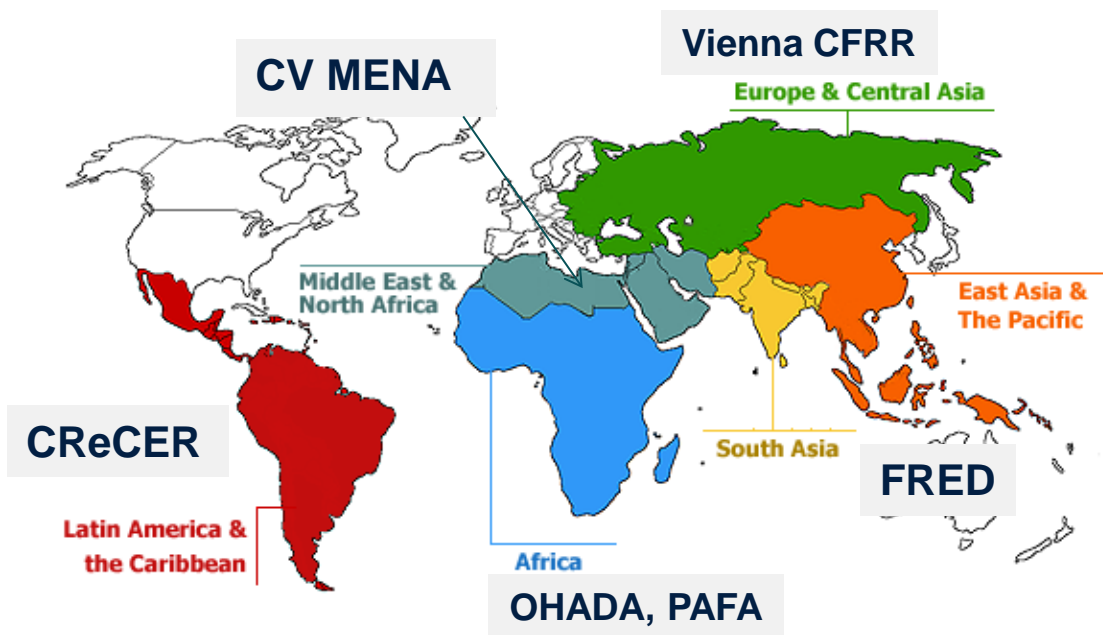 Vienna CFRR
CV MENA
Europe & Central Asia
Middle East &
North Africa
East Asia &
The Pacific
CReCER
South Asia
FRED
Latin America &
the Caribbean
Africa
OHADA, PAFA